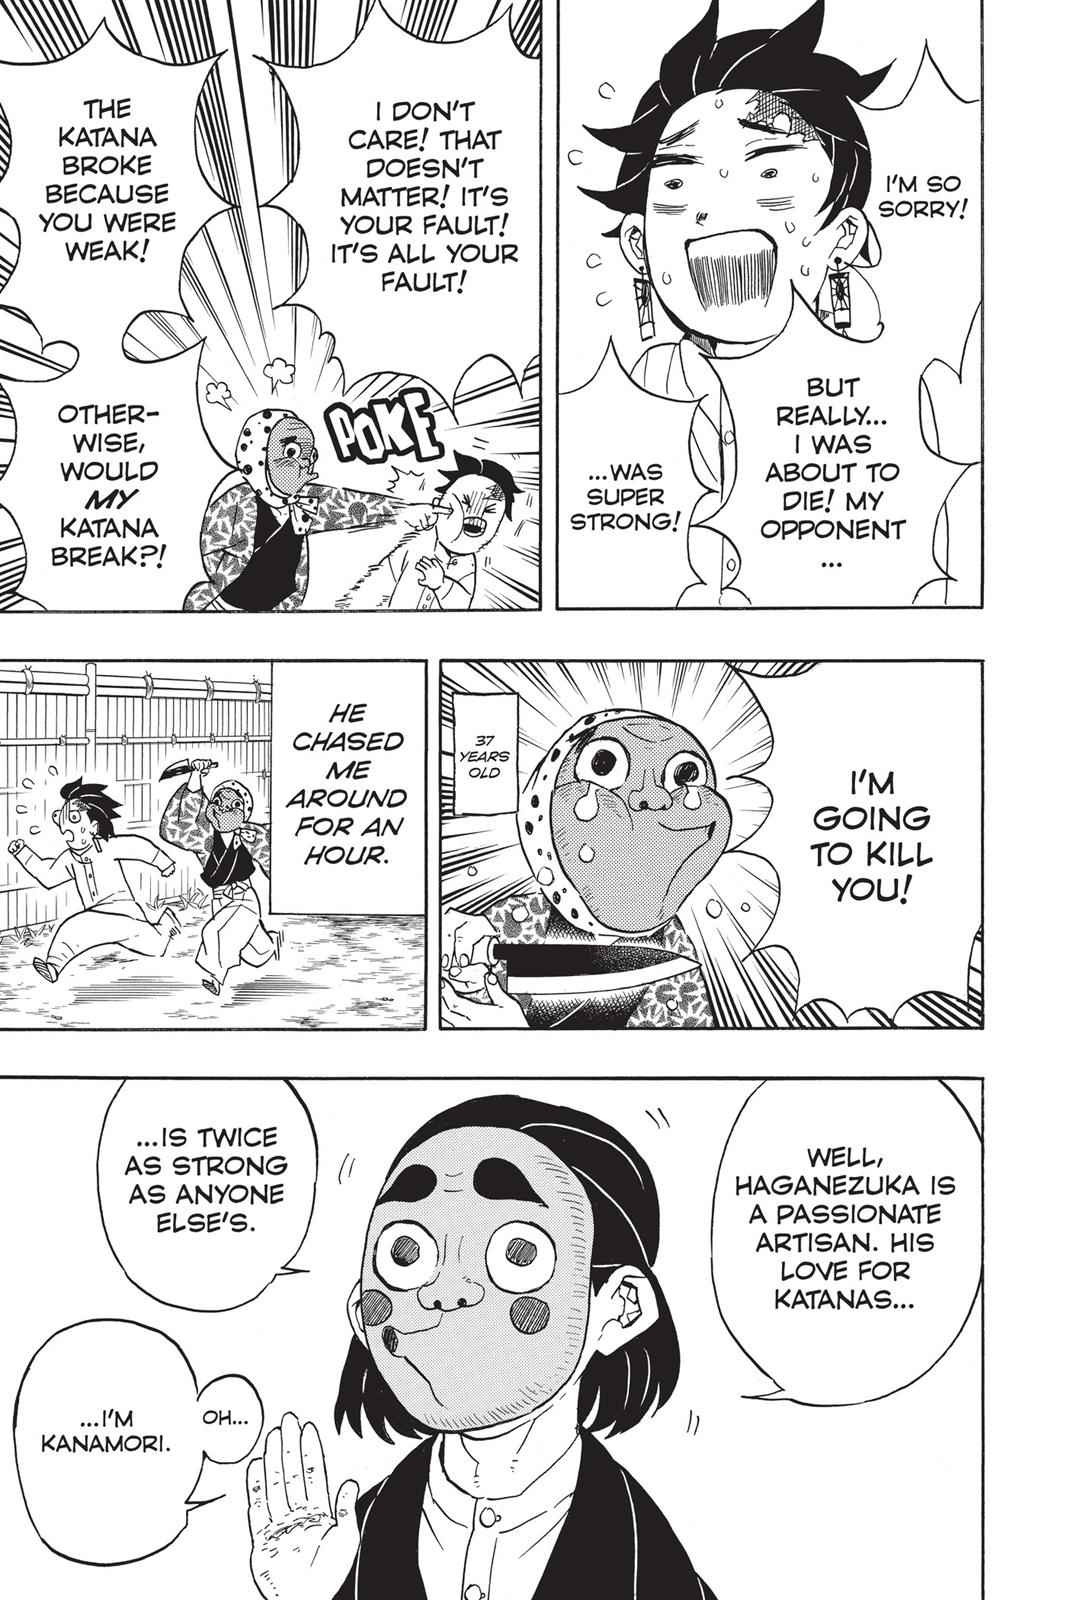 I'M SO
SORRY!
BUT
REALLY...
I WAS
ABOUT TO
DIE! MY
OPPONENT
...
...WAS
SUPER
STRONG!
I DON'T
CARE! THAT
DOESN'T
MATTER! IT'S
YOUR FAULT!
IT'S ALL YOUR
FAULT!
POKE
THE
KATANA
BROKE
BECAUSE
YOU WERE
WEAK!
OTHER-
WISE,
WOULD
MY
KATANA
BREAK?!
I'M
GOING
TO KILL
YOU!
37
YEARS
OLD
HE
CHASED
ME
AROUND
FOR AN
HOUR.
WELL,
HAGANEZUKA IS
A PASSIONATE
ARTISAN. HIS
LOVE FOR
KATANAS...
...IS TWICE
AS STRONG
AS ANYONE
ELSE'S.
OH...
...I'M
KANAMORI.